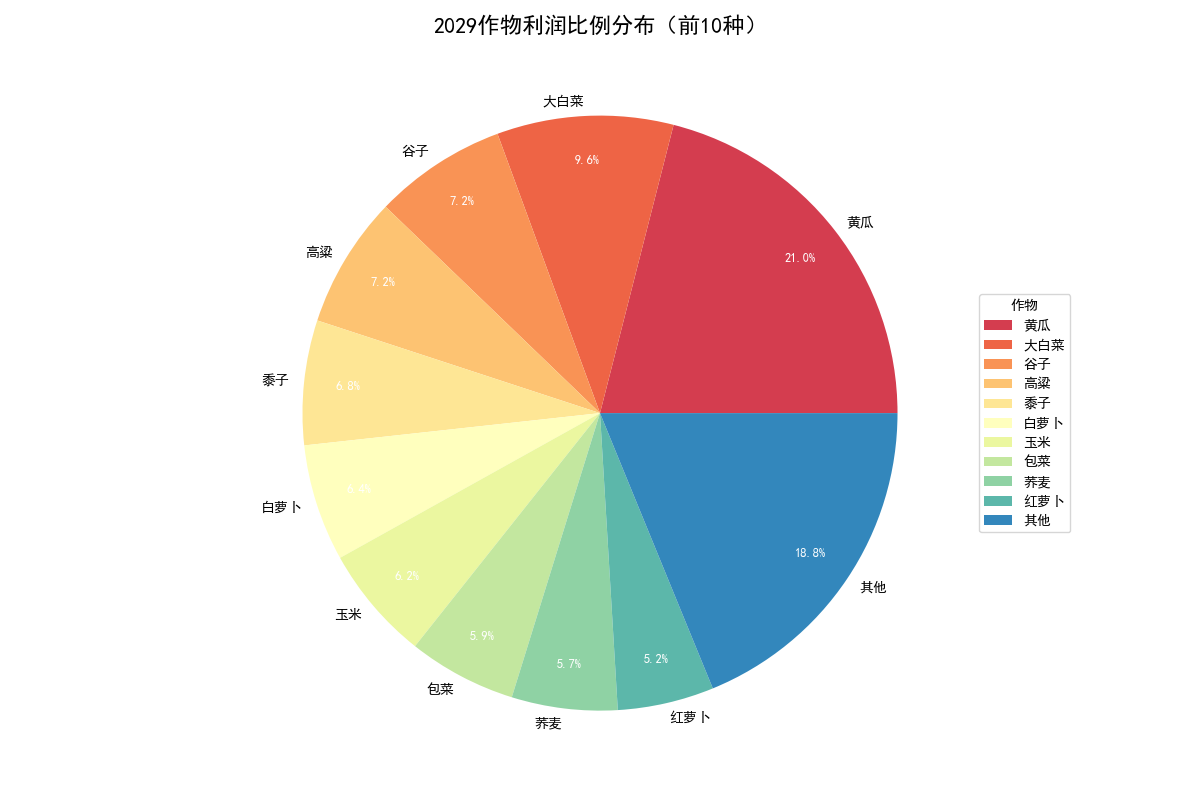 2029作物利润比例分布（前10种）
大白菜
谷子
9.6%
7.2%
黄瓜
高粱
21.0%
7.2%
黍子
6.8%
白萝卜
玉米
6.2%
18.8%
其他
包菜
5.9%
荞麦
5.7%
红萝卜
5.2%
作物
黄瓜
大白菜
谷子
高粱
黍子
白萝卜
玉米
包菜
荞麦
红萝卜
其他